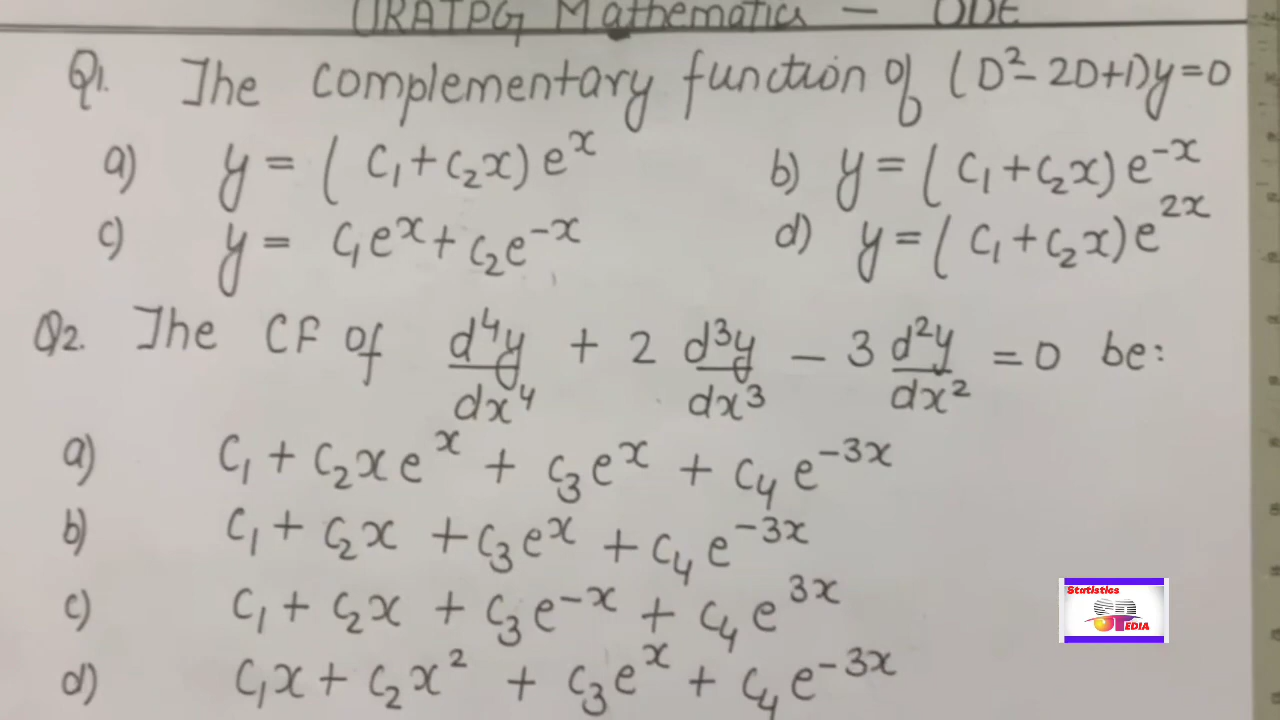 URATPG Mathematics — ODE
Q1. The complementary function of (D²-2D+1)y=0
a) y = (c₁+c₂x)eˣ b) y=(c₁+c₂x)e⁻ˣ
c) y = c₁eˣ+c₂e⁻ˣ d) y=(c₁+c₂x)e²ˣ
Q2. The CF of d⁴y/dx⁴ + 2 d³y/dx³ - 3 d²y/dx² = 0 be:
a) c₁+c₂xeˣ + c₃eˣ + c₄e⁻³ˣ
b) c₁+c₂x +c₃eˣ +c₄e⁻³ˣ
c) c₁+c₂x + c₃e⁻ˣ + c₄e³ˣ
d) c₁x+c₂x² + c₃eˣ + c₄e⁻³ˣ
Statistics
EDIA